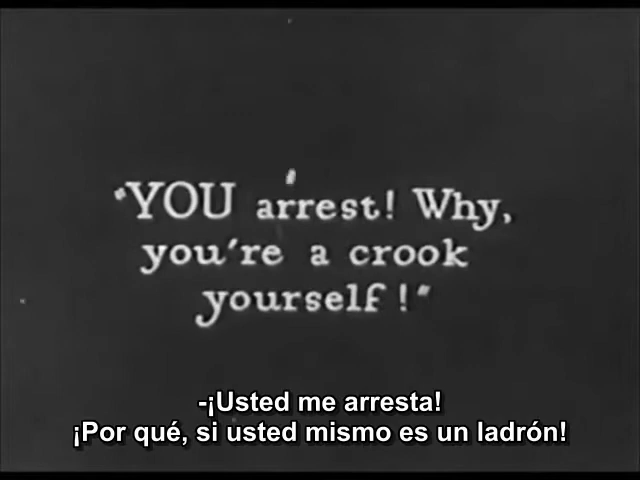 "YOU arrest! Why,
you're a crook
yourself!"
-¡Usted me arresta!
¡Por qué, si usted mismo es un ladrón!